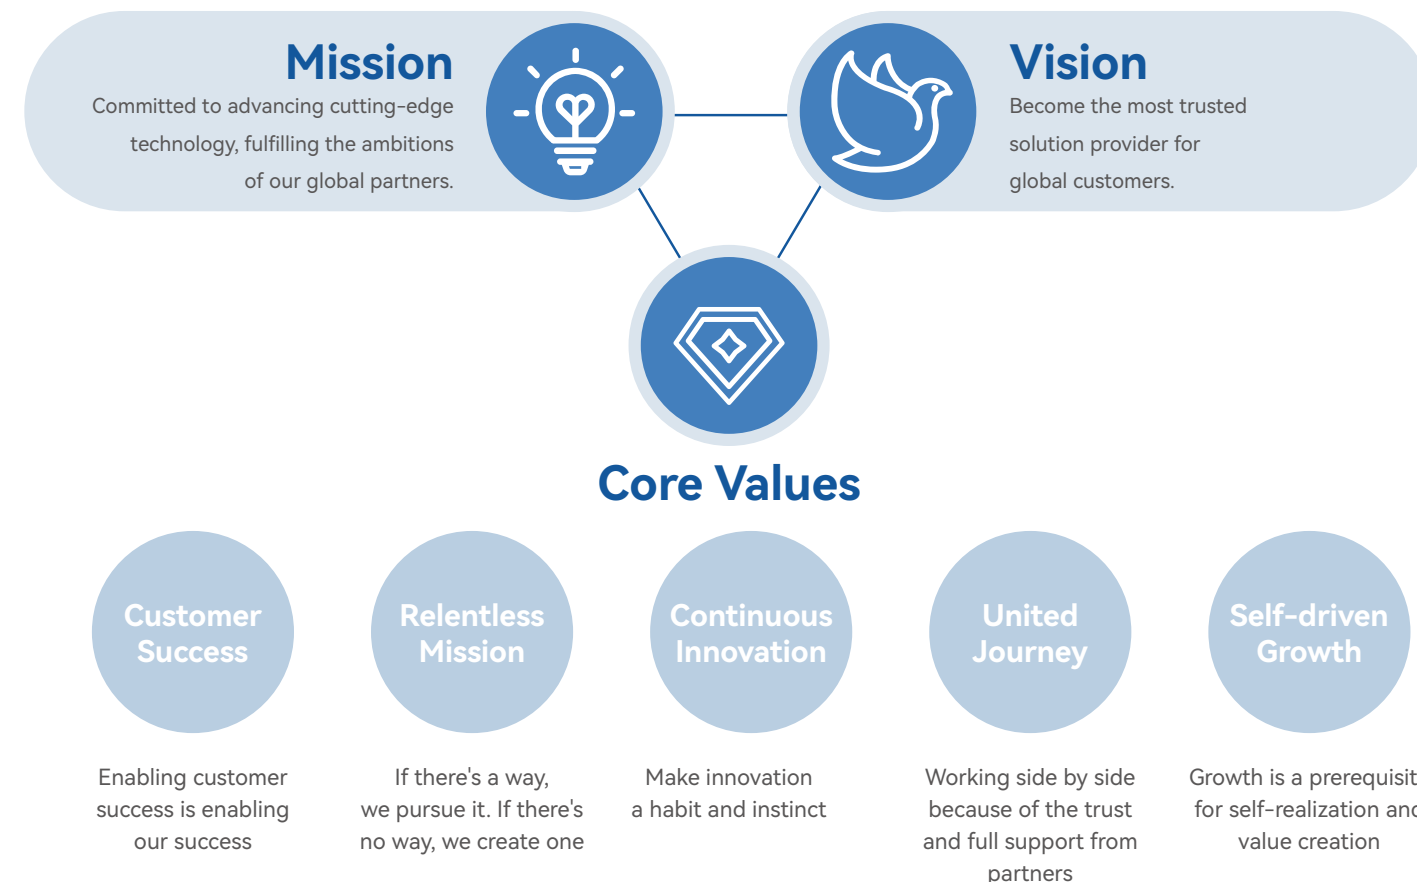 Mission
Committed to advancing cutting-edge
technology, fulfilling the ambitions
of our global partners.
Vision
Become the most trusted
solution provider for
global customers.
Core Values
Customer
Success
Relentless
Mission
Continuous
Innovation
United
Journey
Self-driven
Growth
Enabling customer
success is enabling
our success
If there's a way,
we pursue it. If there's
no way, we create one
Make innovation
a habit and instinct
Working side by side
because of the trust
and full support from
partners
Growth is a prerequisit
for self-realization and
value creation